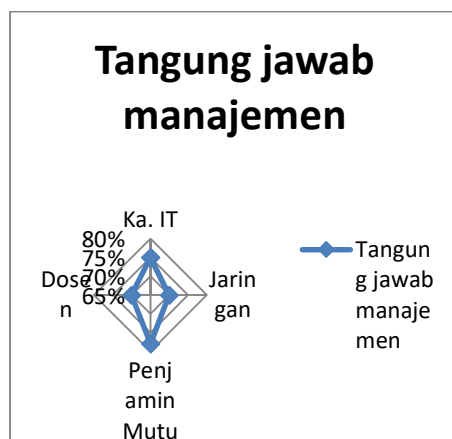 Tangung jawab
manajemen
Ka. IT
80%
75%
70%
65%
Dose
n
Jarin
gan
Penj
amin
Mutu
Tangun
g jawab
manaje
men